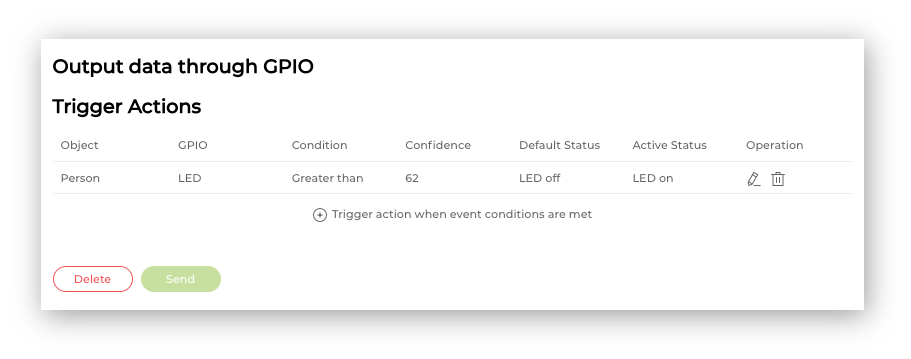 Output data through GPIO
Trigger Actions
Object GPIO Condition Confidence Default Status Active Status Operation
Person LED Greater than 62 LED off LED on
Trigger action when event conditions are met
Delete Send